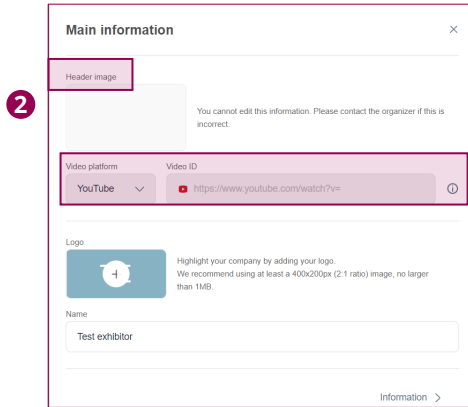 Main information
2
Header image
You cannot edit this information. Please contact the organizer if this is
incorrect.
Video platform Video ID
YouTube https://www.youtube.com/watch?v=
Logo
Highlight your company by adding your logo.
We recommend using at least a 400x200px (2:1 ratio) image, no larger
than 1MB.
Name
Test exhibitor
Information